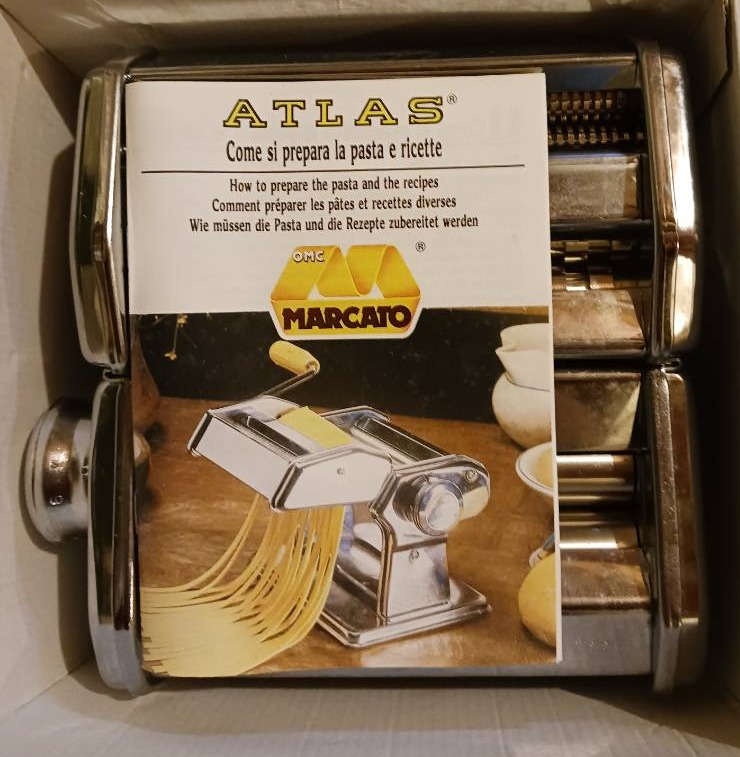 ATLAS®
Come si prepara la pasta e ricette
How to prepare the pasta and the recipes
Comment préparer les pâtes et recettes diverses
Wie müssen die Pasta und die Rezepte zubereitet werden
OMC ®
MARCATO